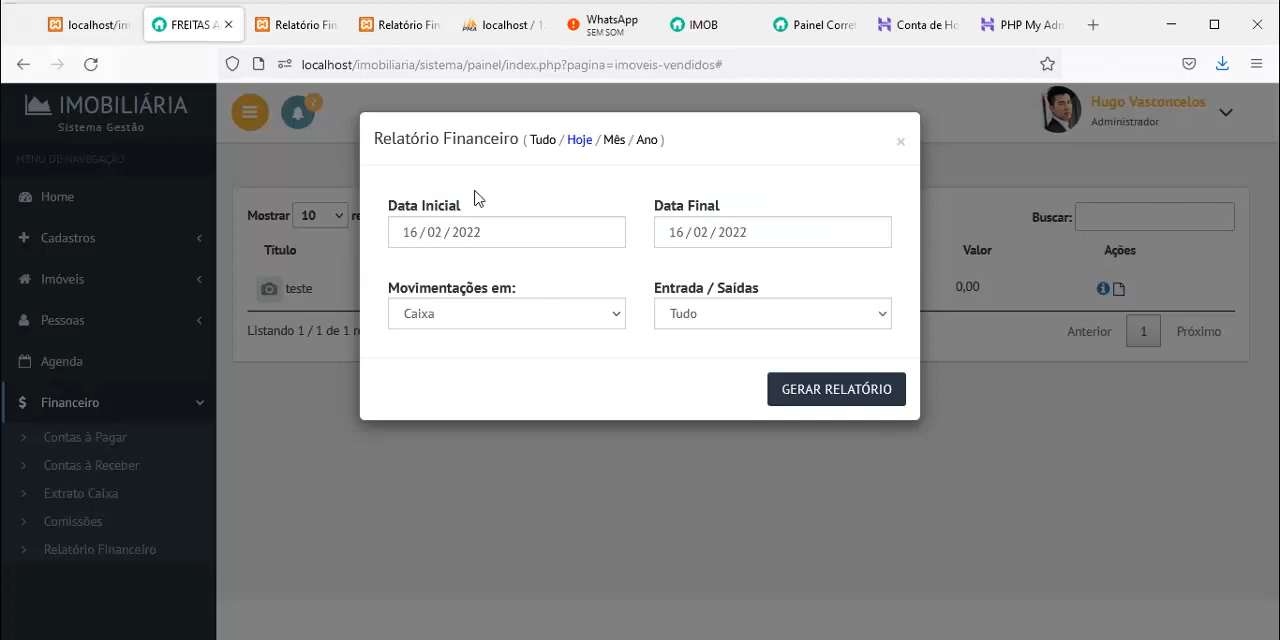 localhost/im
FREITAS A
Relatório Fin
Relatório Fin
localhost / 1
WhatsApp
SEM SOM
IMOB
Painel Corre
Conta de Ho
PHP My Adm
localhost/imobiliaria/sistema/painel/index.php?pagina=imoveis-vendidos#
IMOBILIÁRIA
Sistema Gestão
MENU DE NAVEGAÇÃO
Home
Cadastros
Imóveis
Pessoas
Agenda
$ Financeiro
Contas à Pagar
Contas à Receber
Extrato Caixa
Comissões
Relatório Financeiro
Hugo Vasconcelos
Administrador
Relatório Financeiro ( Tudo / Hoje / Mês / Ano )
×
Data Inicial
Data Final
16 / 02 / 2022
16 / 02 / 2022
Movimentações em:
Entrada / Saídas
Caixa
Tudo
GERAR RELATÓRIO
Mostrar 10 re
Buscar:
Título
Valor
Ações
teste
0,00
Listando 1 / 1 de 1 re
Anterior 1 Próximo